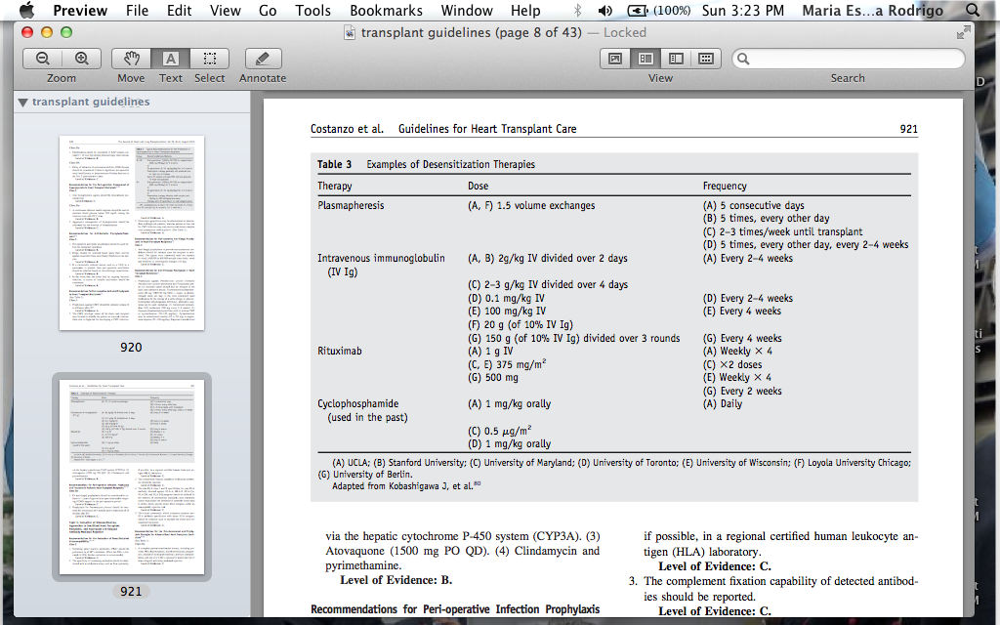 Preview File Edit View Go Tools Bookmarks Window Help (100%) Sun 3:23 PM Maria Es...a Rodrigo
transplant guidelines (page 8 of 43) — Locked
Zoom Move Text Select Annotate View Search
transplant guidelines
920
921
Costanzo et al. Guidelines for Heart Transplant Care 921
Table 3 Examples of Desensitization Therapies
Therapy Dose Frequency
Plasmapheresis (A, F) 1.5 volume exchanges (A) 5 consecutive days
(B) 5 times, every other day
(C) 2–3 times/week until transplant
(D) 5 times, every other day, every 2–4 weeks
Intravenous immunoglobulin (A, B) 2g/kg IV divided over 2 days (A) Every 2–4 weeks
(IV Ig)
(C) 2–3 g/kg IV divided over 4 days
(D) 0.1 mg/kg IV (D) Every 2–4 weeks
(E) 100 mg/kg IV (E) Every 4 weeks
(F) 20 g (of 10% IV Ig)
(G) 150 g (of 10% IV Ig) divided over 3 rounds (G) Every 4 weeks
Rituximab (A) 1 g IV (A) Weekly × 4
(C, E) 375 mg/m² (C) ×2 doses
(G) 500 mg (E) Weekly × 4
(G) Every 2 weeks
Cyclophosphamide (A) 1 mg/kg orally (A) Daily
(used in the past)
(C) 0.5 μg/m²
(D) 1 mg/kg orally
(A) UCLA; (B) Stanford University; (C) University of Maryland; (D) University of Toronto; (E) University of Wisconsin; (F) Loyola University Chicago;
(G) University of Berlin.
Adapted from Kobashigawa J, et al.⁸⁰
via the hepatic cytochrome P-450 system (CYP3A). (3)
Atovaquone (1500 mg PO QD). (4) Clindamycin and
pyrimethamine.
Level of Evidence: B.
Recommendations for Peri-operative Infection Prophylaxis
if possible, in a regional certified human leukocyte an-
tigen (HLA) laboratory.
Level of Evidence: C.
3. The complement fixation capability of detected antibod-
ies should be reported.
Level of Evidence: C.